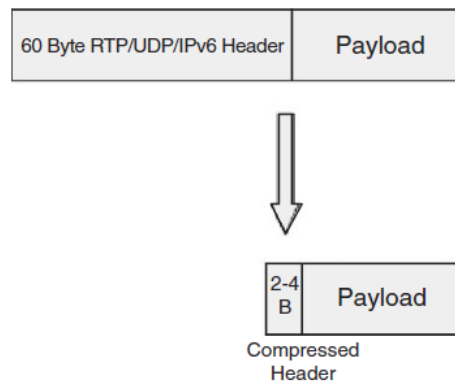 60 Byte RTP/UDP/IPv6 Header
Payload
2-4
B
Payload
Compressed
Header